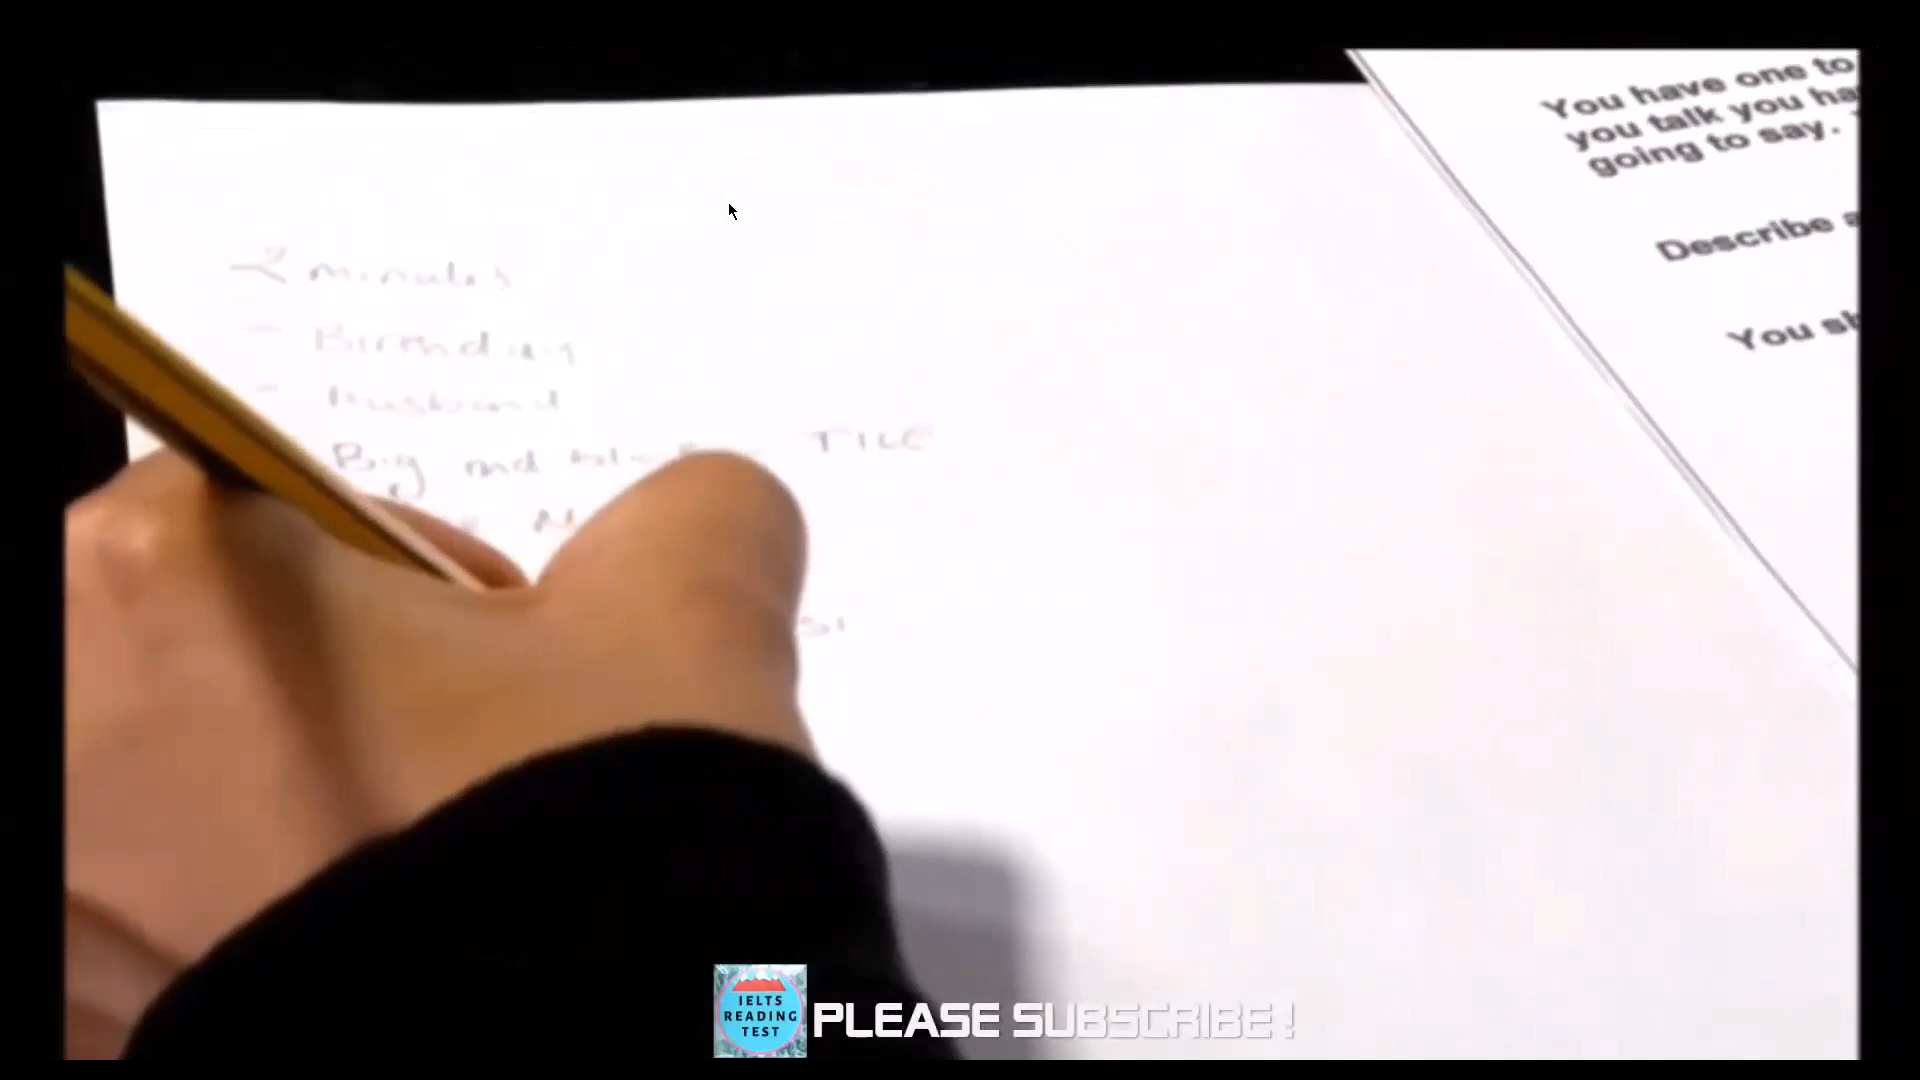 2 minutes
- Birthday
- Husband
Big and TILE
You have one to
you talk you ha
going to say.
Describe a
You sh
IELTS
READING
TEST
PLEASE SUBSCRIBE!